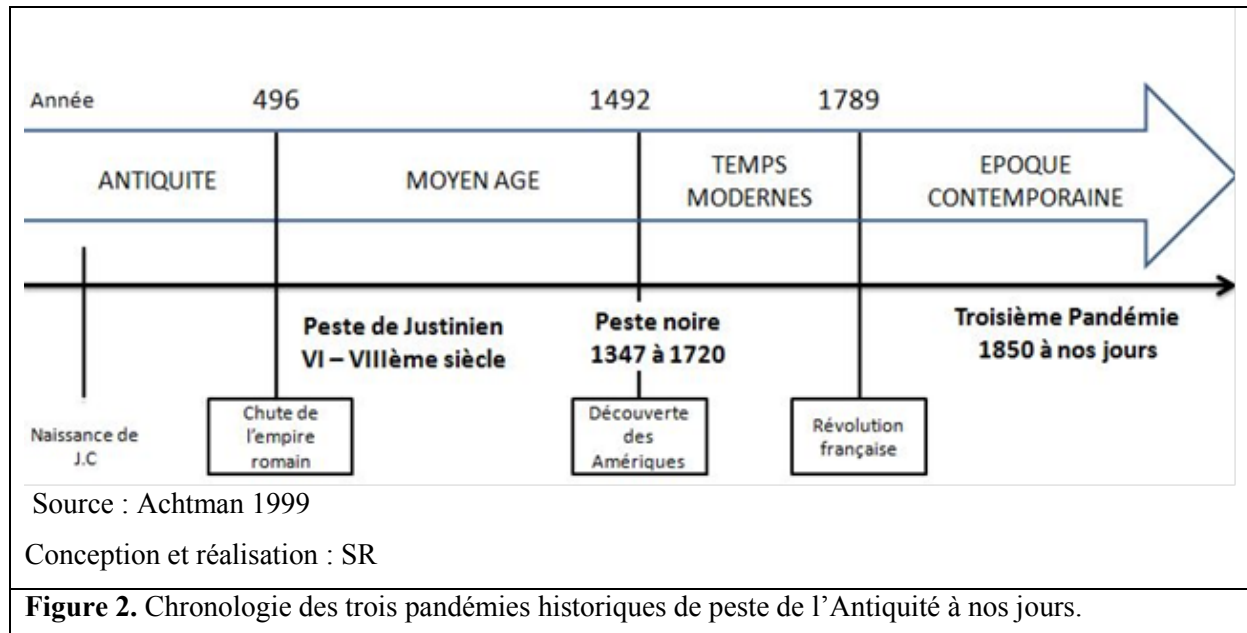 Année 496 1492 1789
ANTIQUITE MOYEN AGE TEMPS MODERNES EPOQUE CONTEMPORAINE
Peste de Justinien
VI – VIIIème siècle
Peste noire
1347 à 1720
Troisième Pandémie
1850 à nos jours
Naissance de
J.C
Chute de
l'empire
romain
Découverte
des
Amériques
Révolution
française
Source : Achtman 1999
Conception et réalisation : SR
Figure 2. Chronologie des trois pandémies historiques de peste de l'Antiquité à nos jours.